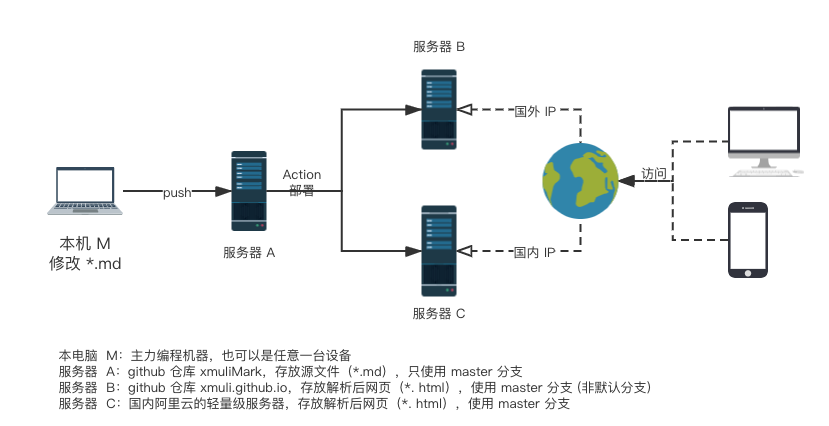 服务器 B
国外 IP
Action
部署
访问
push
本机 M
修改 *.md
服务器 A
国内 IP
服务器 C
本电脑 M：主力编程机器，也可以是任意一台设备
服务器 A：github 仓库 xmuliMark，存放源文件（*.md），只使用 master 分支
服务器 B：github 仓库 xmuli.github.io，存放解析后网页（*. html），使用 master 分支 (非默认分支)
服务器 C：国内阿里云的轻量级服务器，存放解析后网页（*. html），使用 master 分支